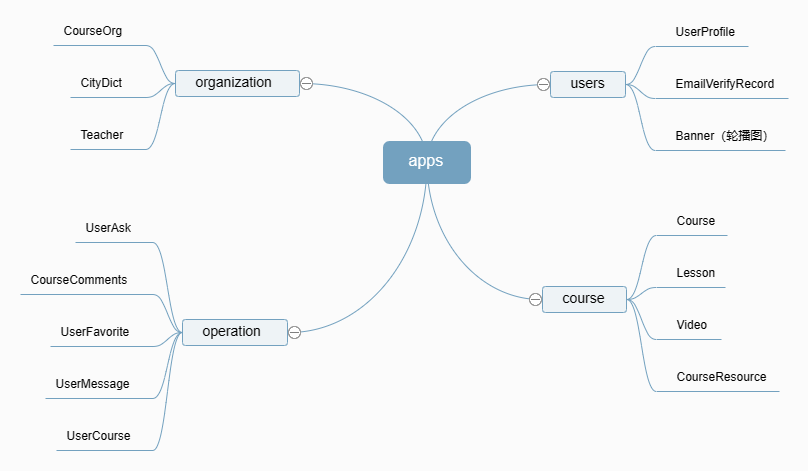 CourseOrg
CityDict
Teacher
organization
users
UserProfile
EmailVerifyRecord
Banner（轮播图）
apps
UserAsk
CourseComments
UserFavorite
UserMessage
UserCourse
operation
course
Course
Lesson
Video
CourseResource